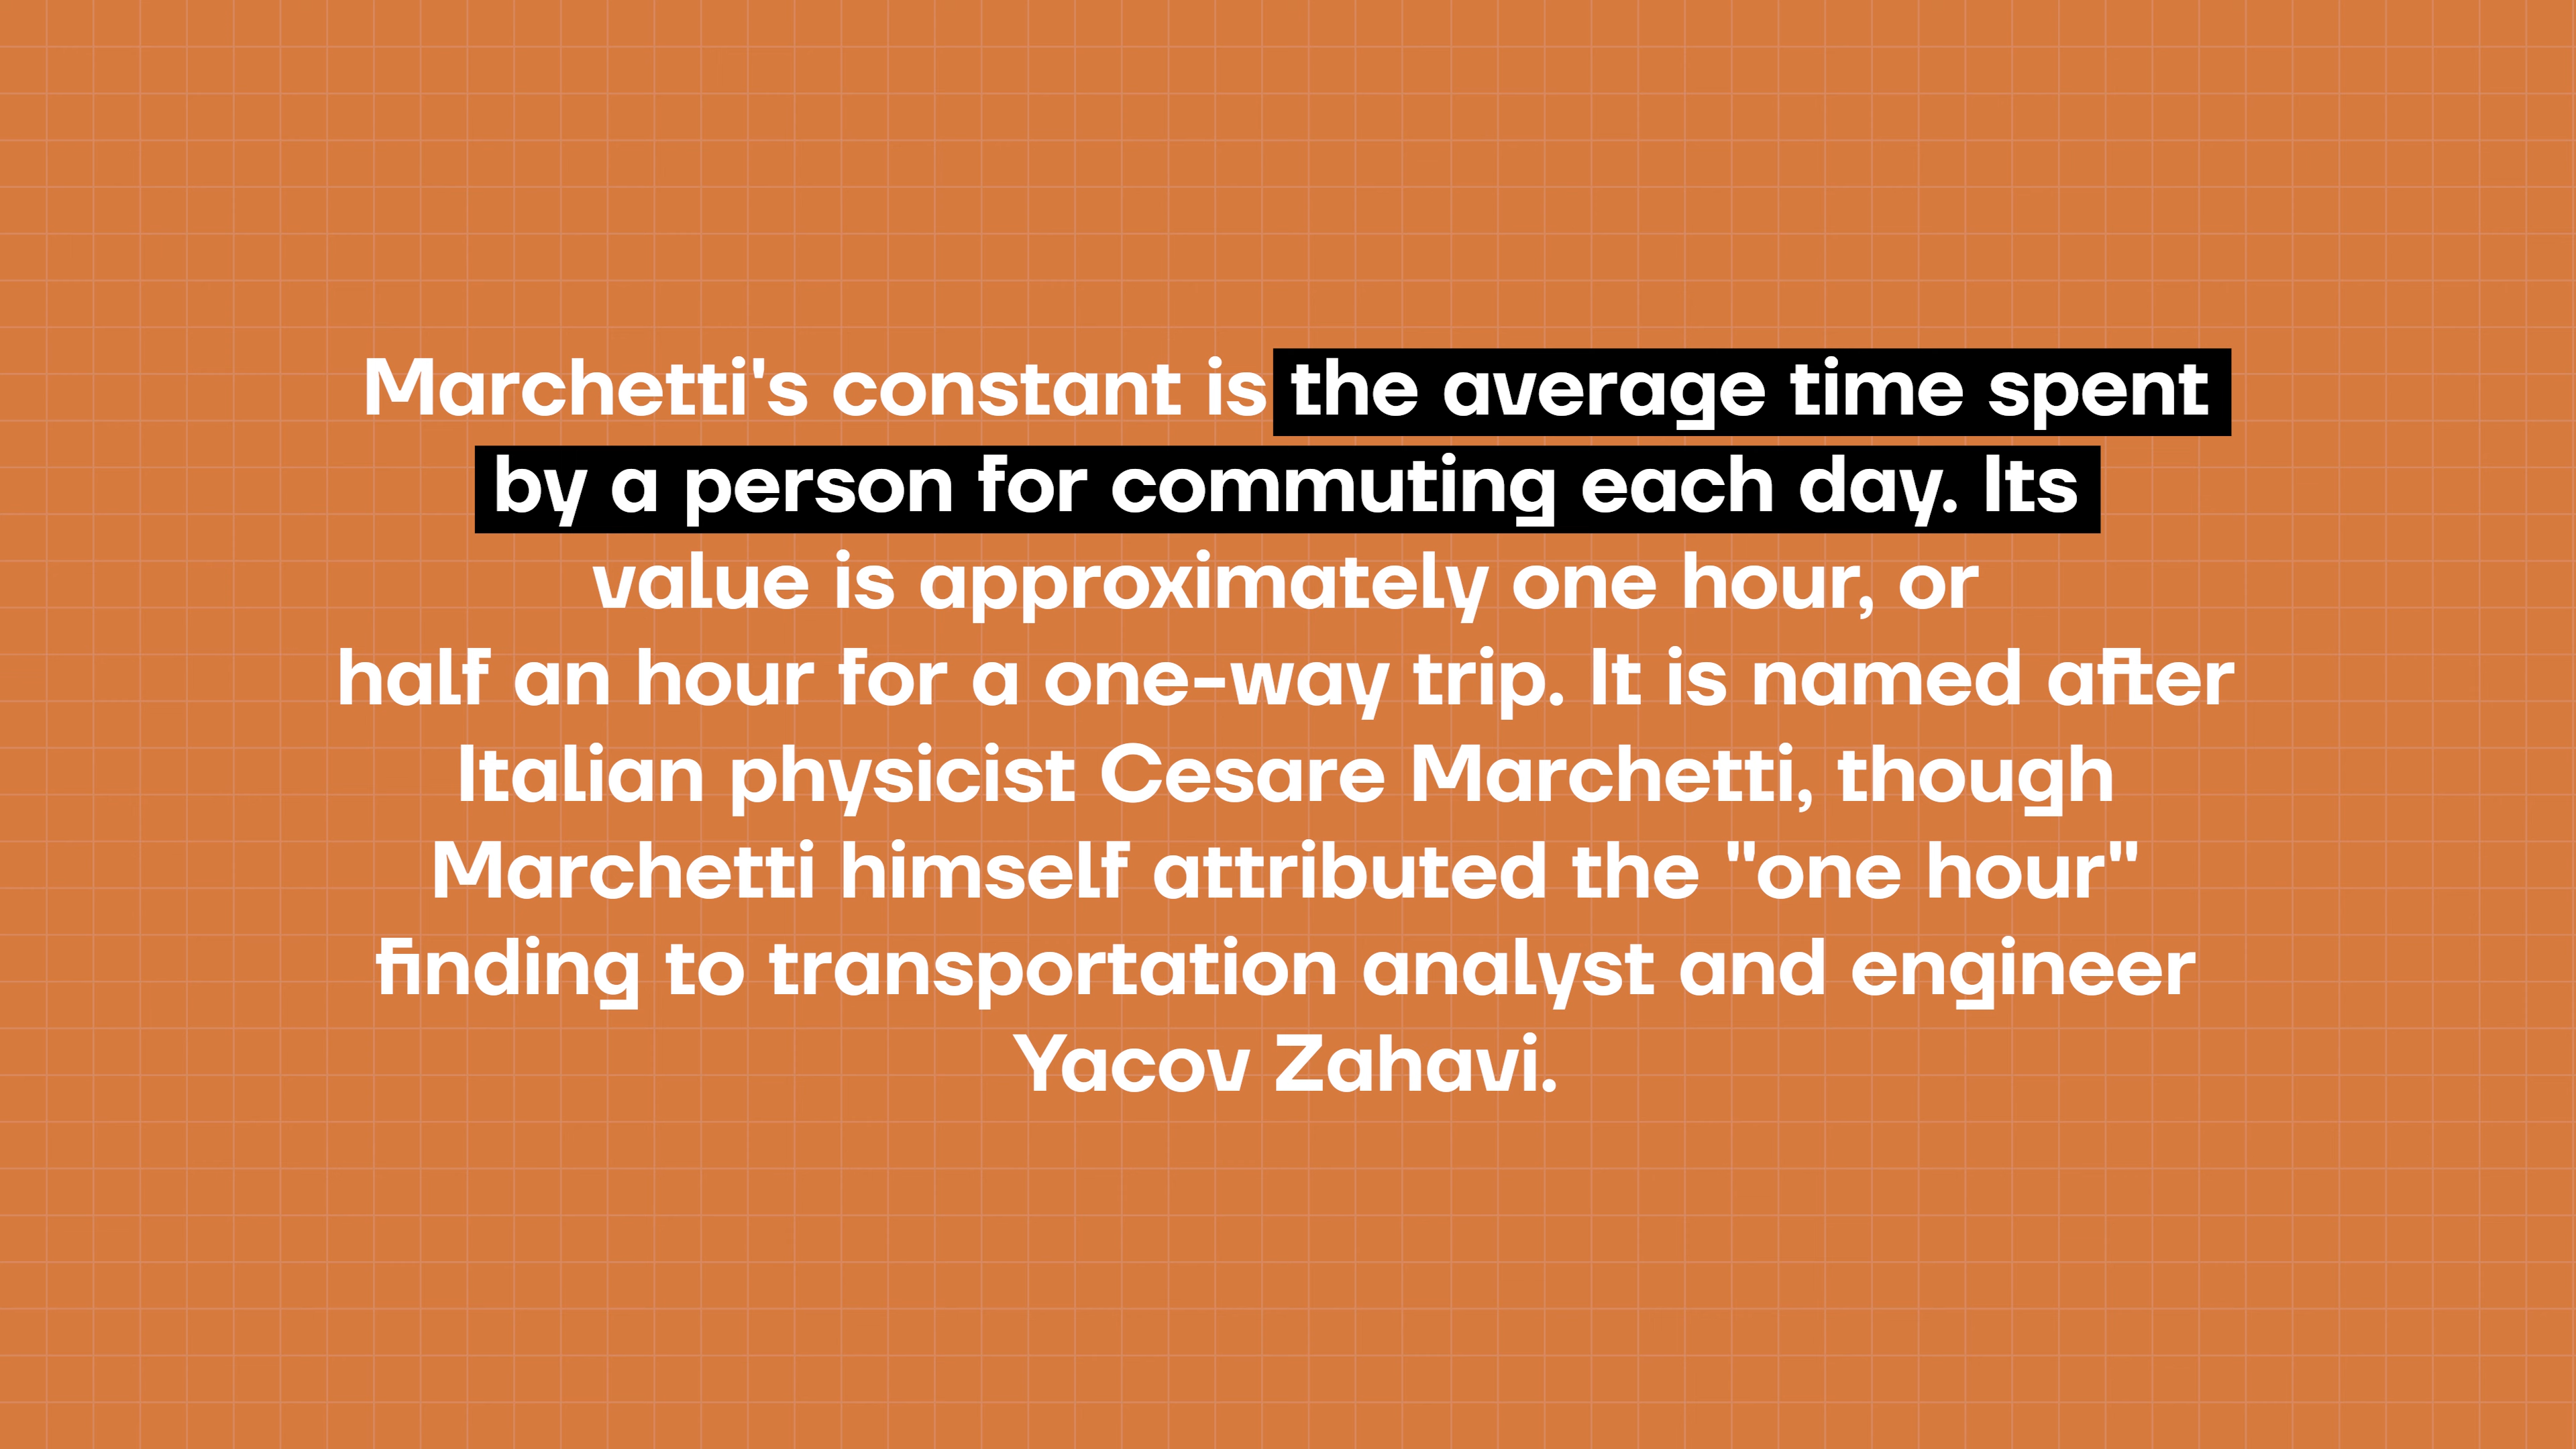 Marchetti's constant is the average time spent
by a person for commuting each day. Its
value is approximately one hour, or
half an hour for a one-way trip. It is named after
Italian physicist Cesare Marchetti, though
Marchetti himself attributed the "one hour"
finding to transportation analyst and engineer
Yacov Zahavi.